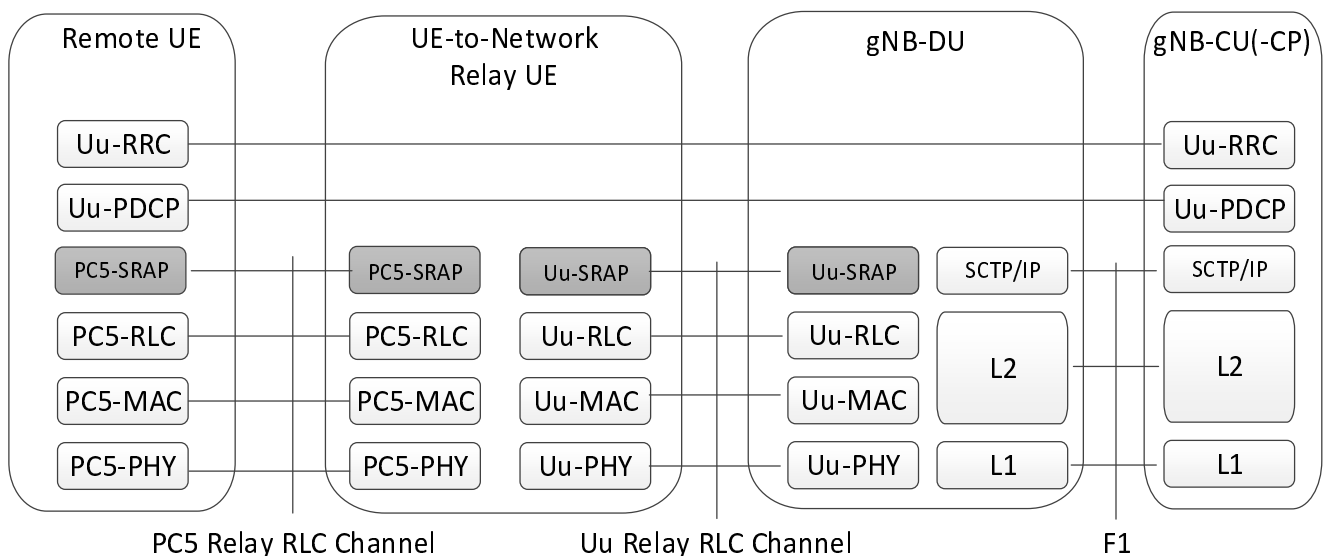 Remote UE
UE-to-Network
Relay UE
gNB-DU
gNB-CU(-CP)
Uu-RRC
Uu-RRC
Uu-PDCP
Uu-PDCP
PC5-SRAP
PC5-SRAP
Uu-SRAP
Uu-SRAP
SCTP/IP
SCTP/IP
PC5-RLC
PC5-RLC
Uu-RLC
Uu-RLC
L2
L2
PC5-MAC
PC5-MAC
Uu-MAC
Uu-MAC
PC5-PHY
PC5-PHY
Uu-PHY
Uu-PHY
L1
L1
PC5 Relay RLC Channel
Uu Relay RLC Channel
F1